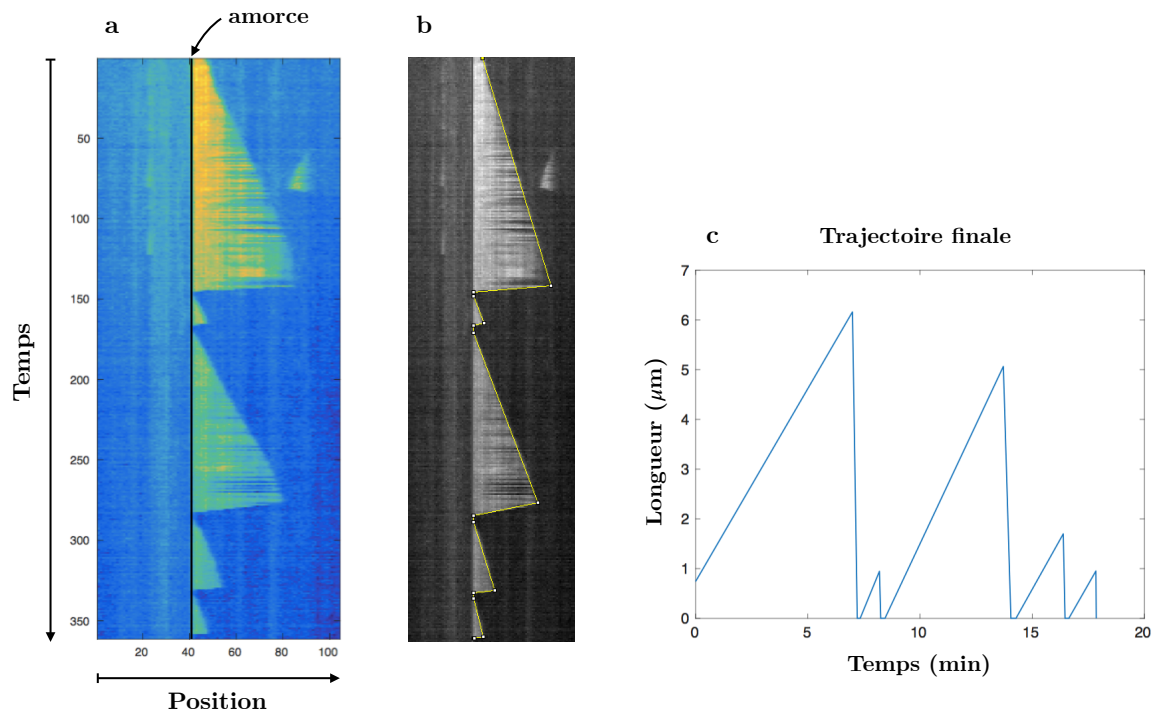 a
amorce
b
50
100
150
200
250
300
350
Temps
20
40
60
80
100
Position
c
Trajectoire finale
7
6
5
4
3
2
1
0
Longueur (μm)
0
5
10
15
20
Temps (min)